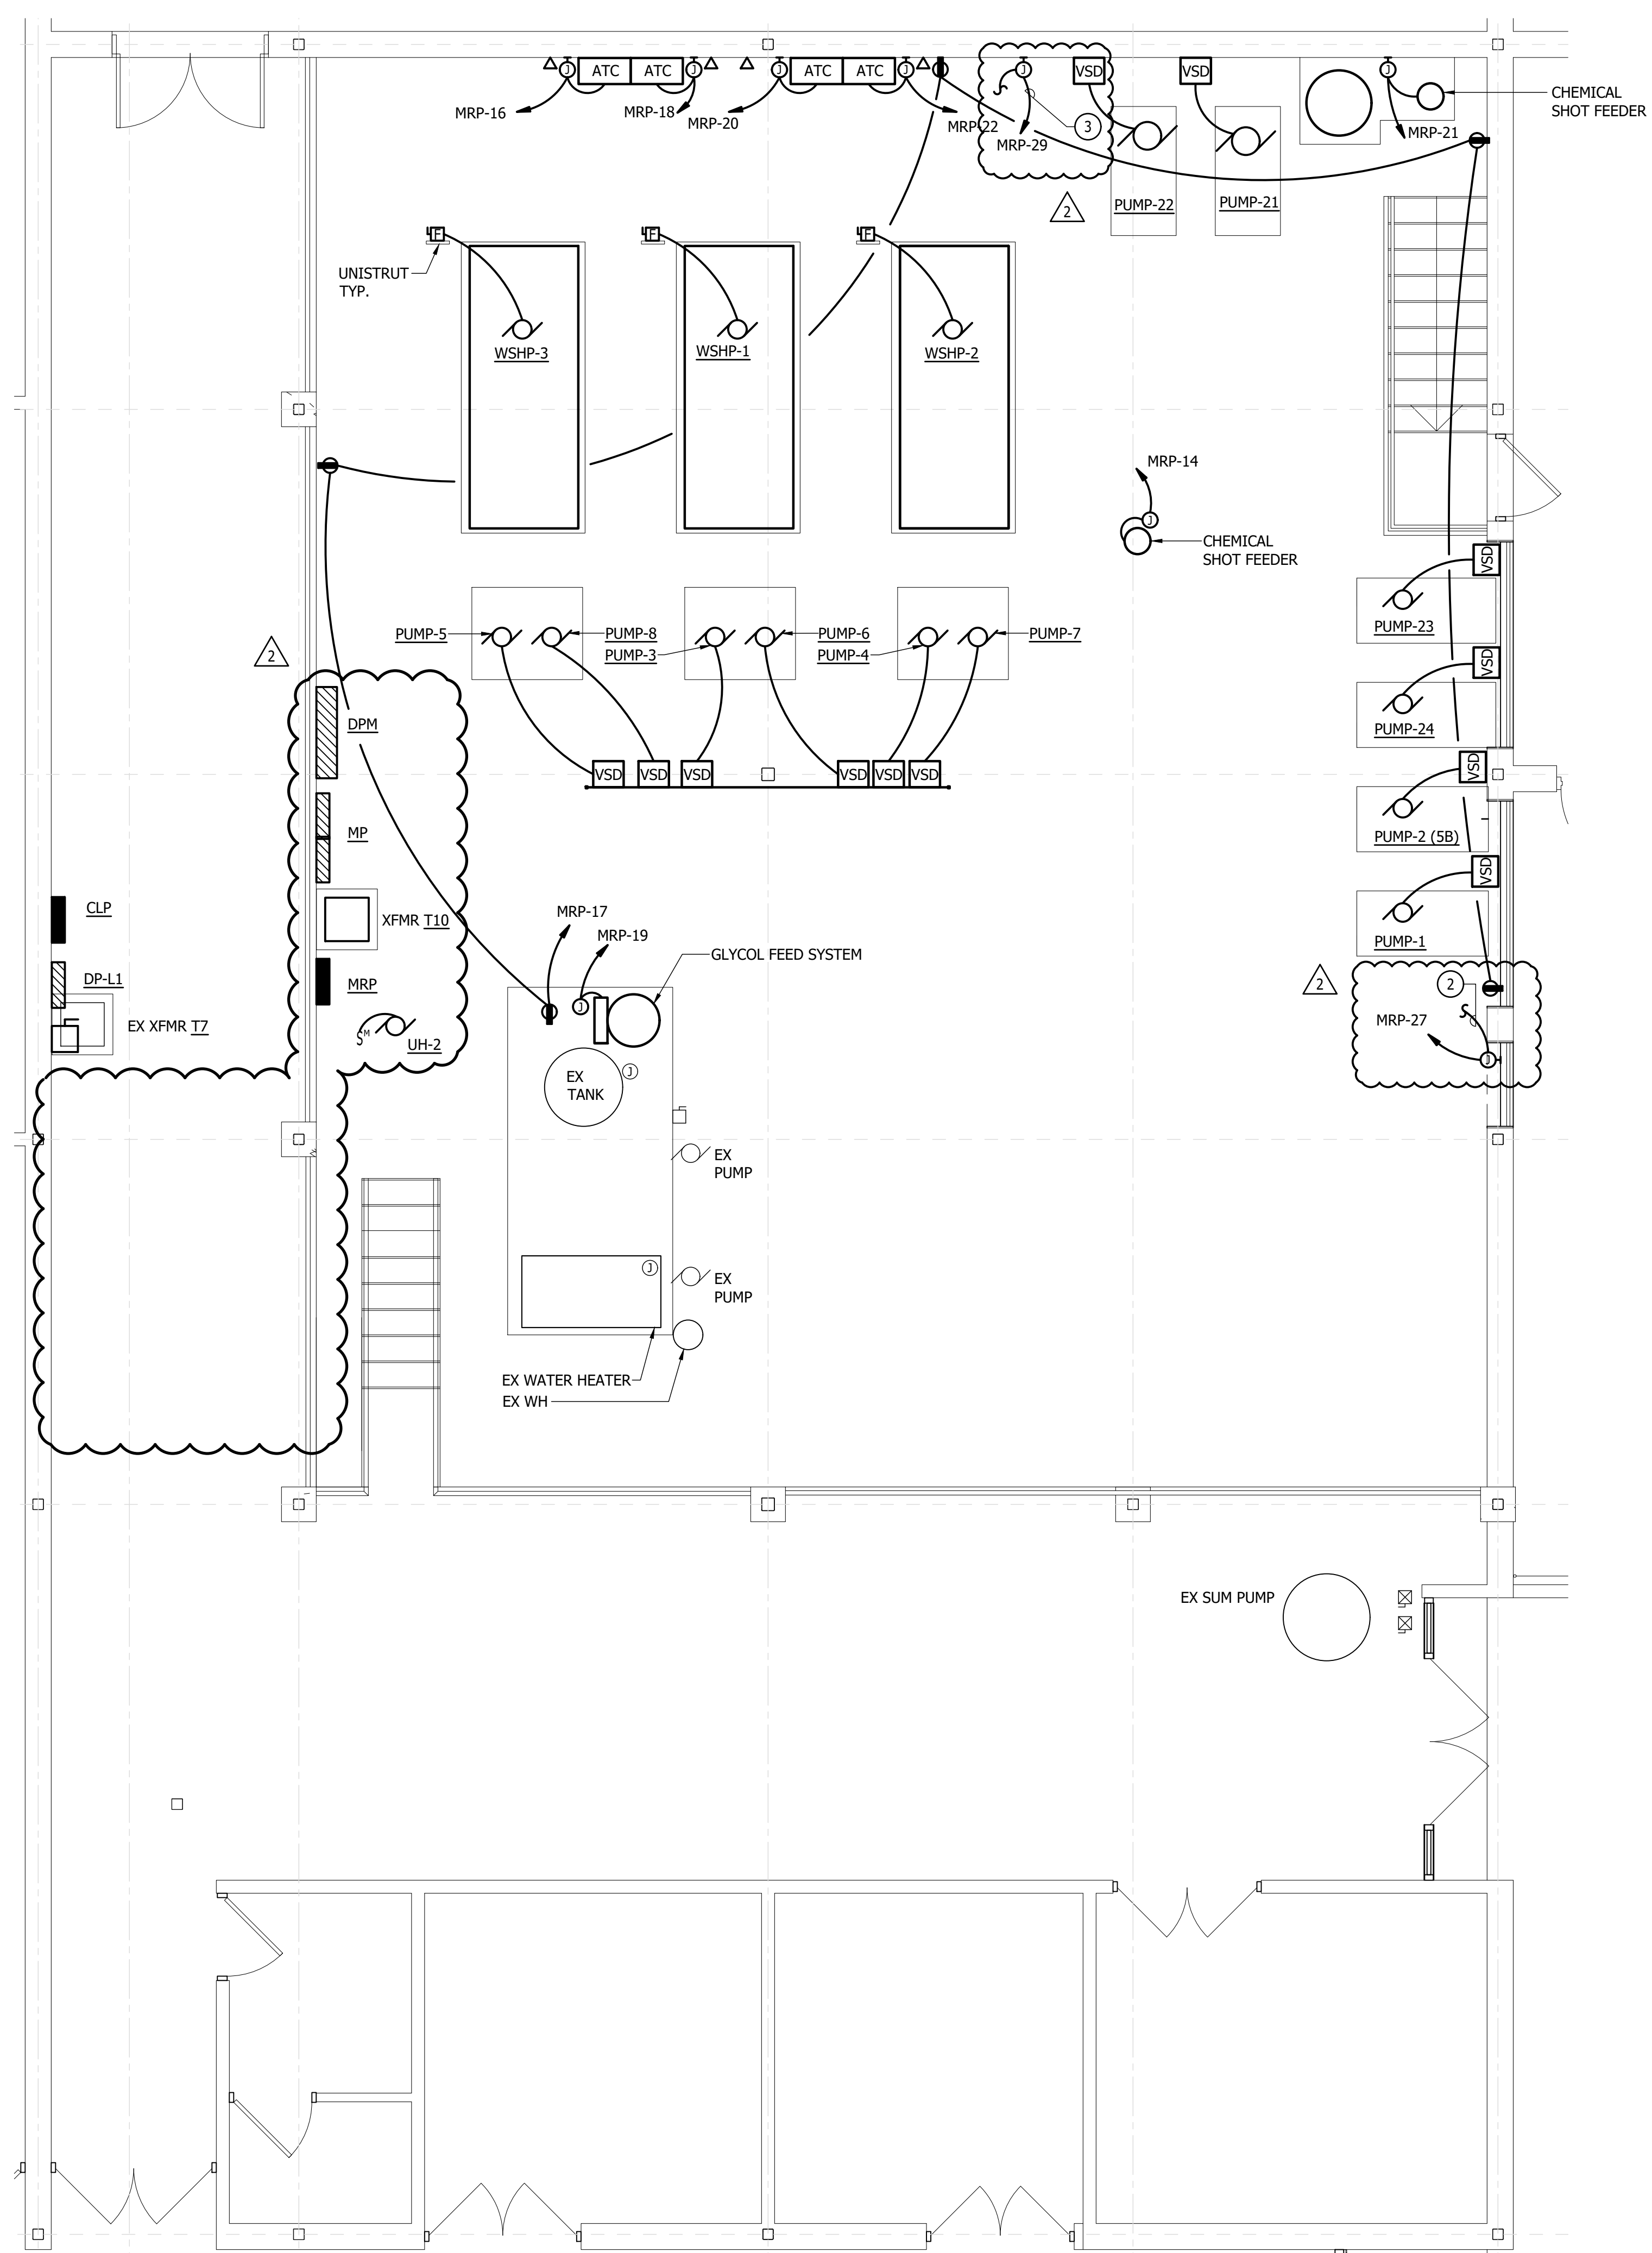 J
ATC
ATC
J
J
ATC
ATC
J
J
VSD
VSD
J
CHEMICAL
SHOT FEEDER
MRP-16
MRP-18
MRP-20
MRP-22
3
MRP-29
MRP-21
2
PUMP-22
PUMP-21
F
F
F
UNISTRUT
TYP.
WSHP-3
WSHP-1
WSHP-2
MRP-14
J
CHEMICAL
SHOT FEEDER
VSD
PUMP-23
PUMP-5
PUMP-8
PUMP-3
PUMP-6
PUMP-4
PUMP-7
2
VSD
PUMP-24
DPM
VSD
VSD
VSD
VSD
VSD
VSD
VSD
PUMP-2 (5B)
MP
VSD
PUMP-1
CLP
XFMR T10
MRP-17
MRP-19
GLYCOL FEED SYSTEM
DP-L1
MRP
J
2
2
MRP-27
J
EX XFMR T7
S M
UH-2
EX
TANK
J
EX
PUMP
J
EX
PUMP
EX WATER HEATER
EX WH
EX SUM PUMP